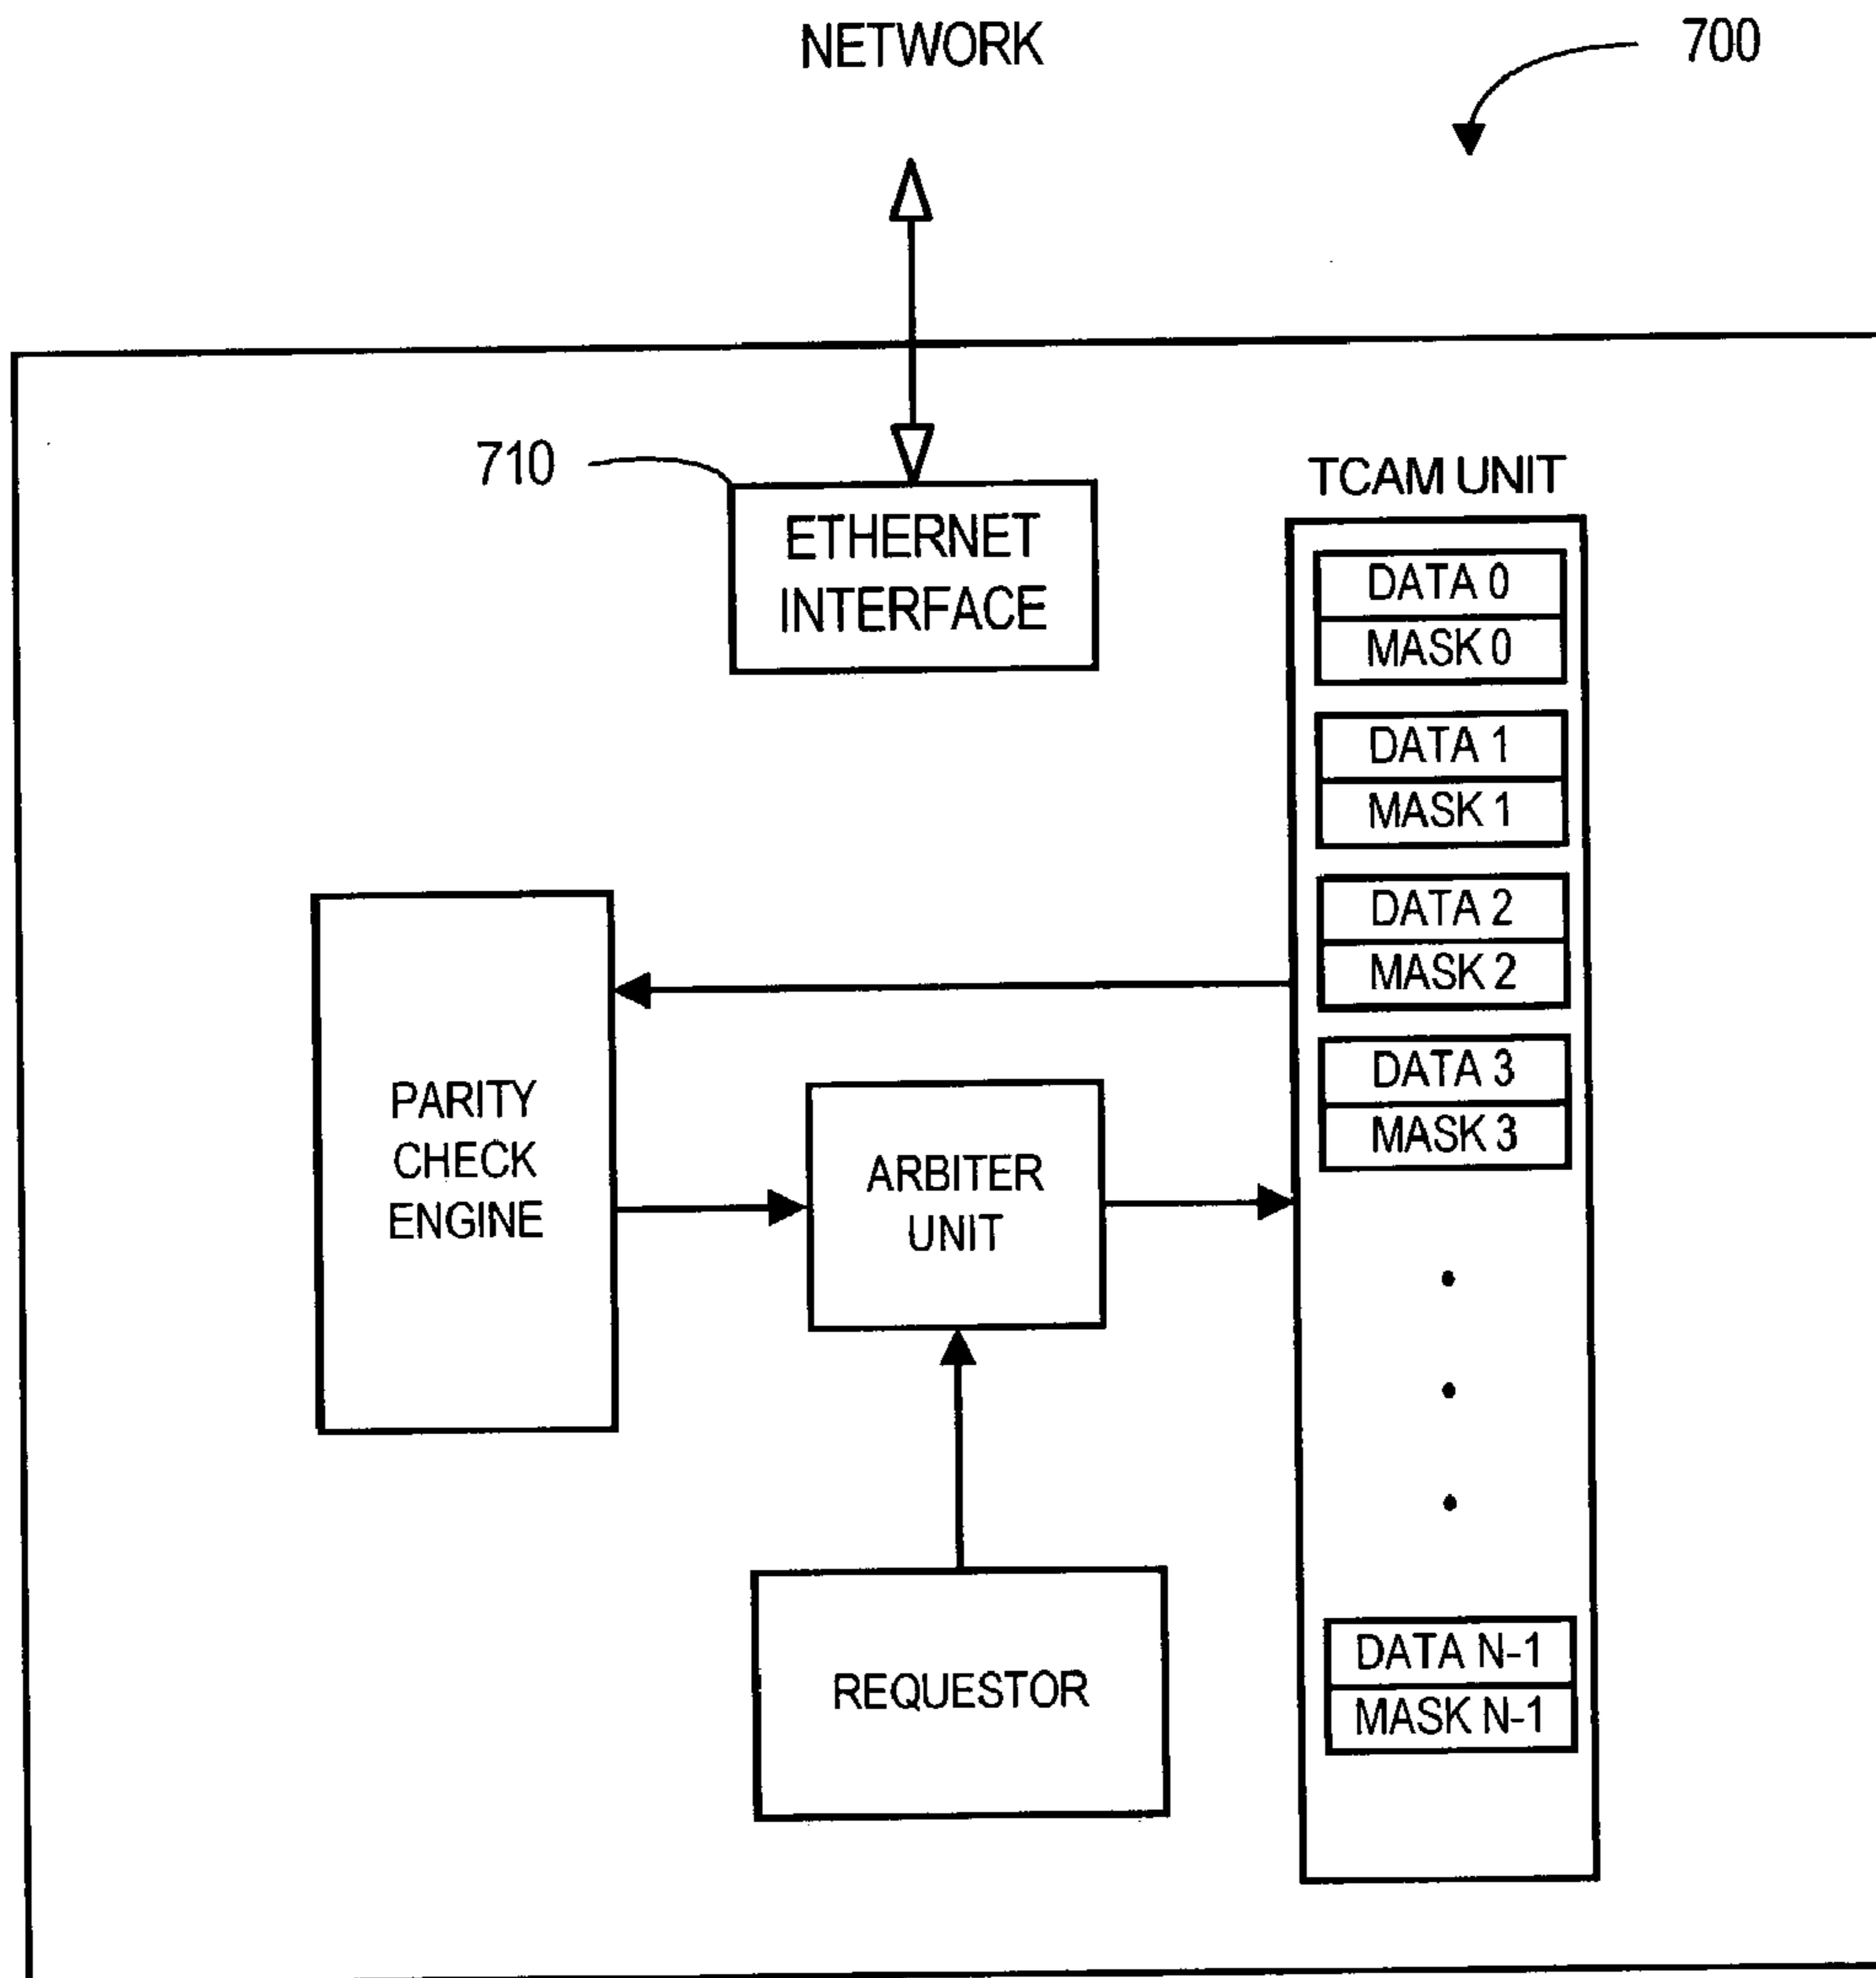 NETWORK
700
710
ETHERNET
INTERFACE
TCAM UNIT
DATA 0
MASK 0
DATA 1
MASK 1
DATA 2
MASK 2
DATA 3
MASK 3
PARITY
CHECK
ENGINE
ARBITER
UNIT
REQUESTOR
DATA N-1
MASK N-1